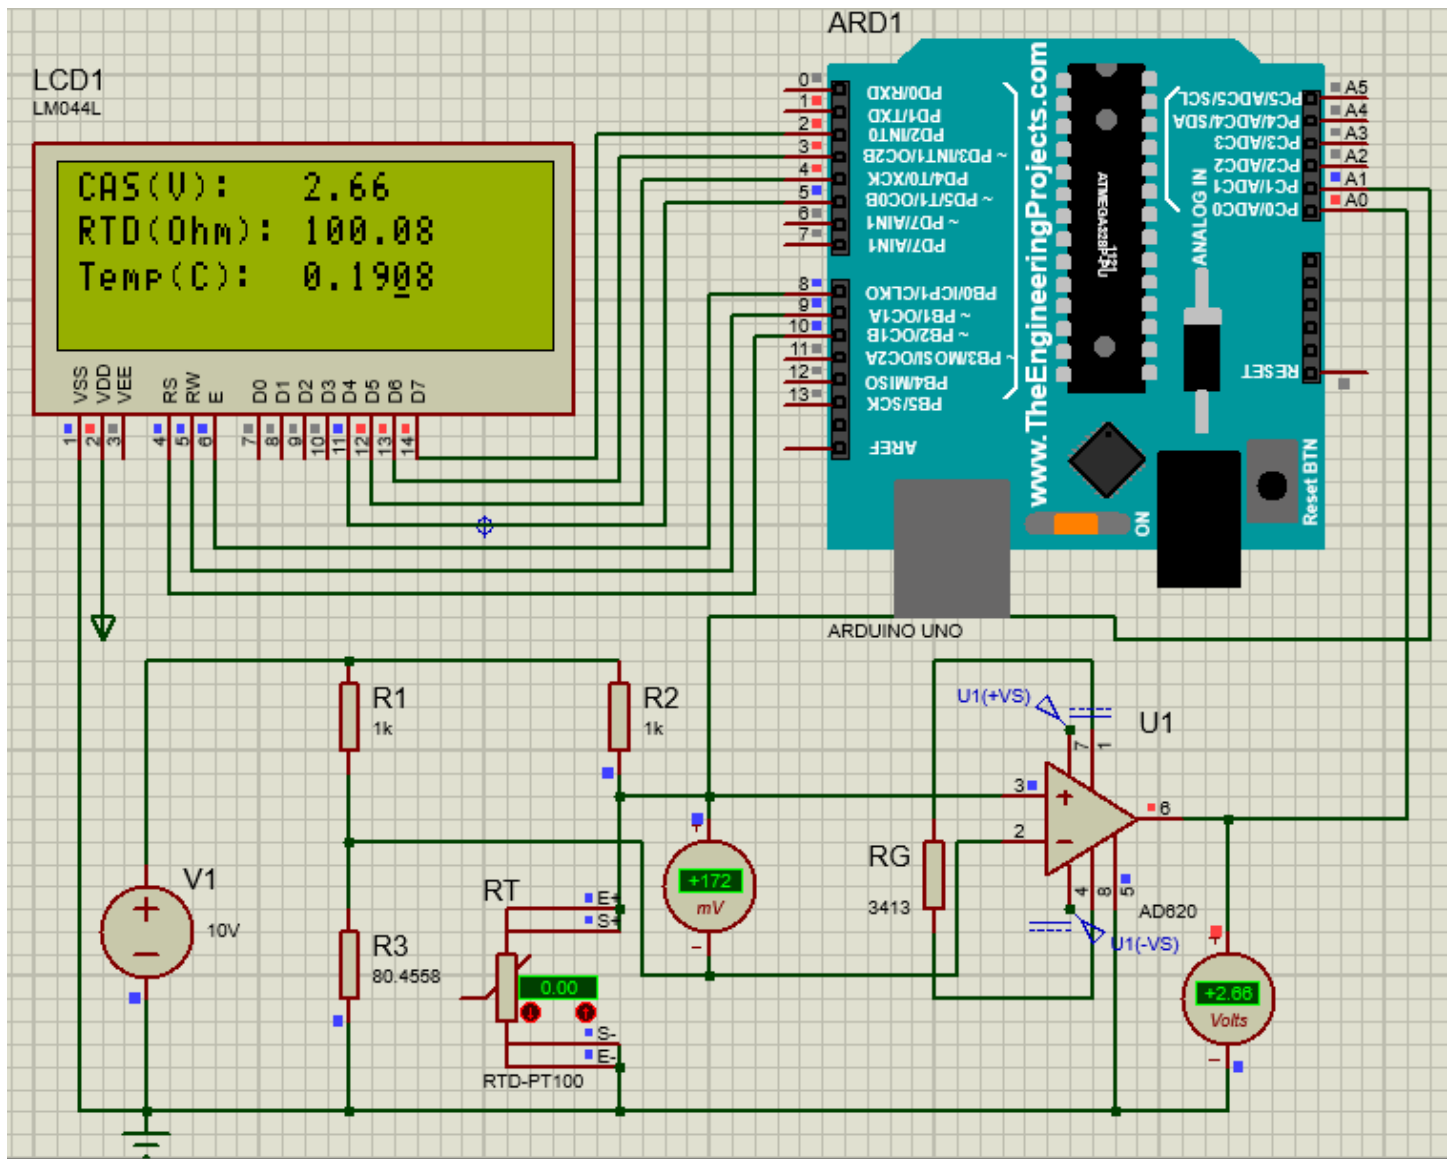 ARD1
LCD1
LM044L
CAS(V): 2.66
RTD(Ohm): 100.08
Temp(C): 0.1908
VSS
VDD
VEE
RS
RW
E
D0
D1
D2
D3
D4
D5
D6
D7
1
2
3
4
5
6
7
8
9
10
11
12
13
14
0
1
2
3
4
5
6
7
8
9
10
11
12
13
PD0/RXD
PD1/TXD
PD2/INT0
~ PD3/INT1/OC2B
PD4/T0/XCK
~ PD5/T1/OC0B
~ PD7/AIN1
PD7/AIN1
PB0/ICP1/CLKO
~ PB1/OC1A
~ PB2/OC1B
~ PB3/MOSI/OC2A
PB4/MISO
PB5/SCK
AREF
www.TheEngineeringProjects.com
ATMEGA328P-PU
1121
ANALOG IN
PC5/ADC5/SCL
PC4/ADC4/SDA
PC3/ADC3
PC2/ADC2
PC1/ADC1
PC0/ADC0
A5
A4
A3
A2
A1
A0
RESET
Reset BTN
ON
ARDUINO UNO
R1
1k
R2
1k
U1(+VS)
U1
7
1
3
2
6
4
8
5
AD620
U1(-VS)
RG
3413
V1
10V
R3
80.4558
RT
E+
S+
0.00
S-
E-
RTD-PT100
+
+172
mV
−
+
+2.66
Volts
−